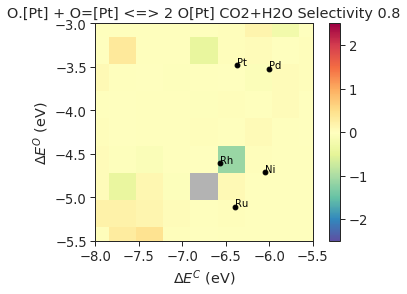 O.[Pt] + O=[Pt] <=> 2 O[Pt] CO2+H2O Selectivity 0.8
−3.0
−3.5
−4.0
−4.5
−5.0
−5.5
ΔE^O (eV)
Pt
Pd
Rh
Ni
Ru
−8.0 −7.5 −7.0 −6.5 −6.0 −5.5
ΔE^C (eV)
2
1
0
−1
−2